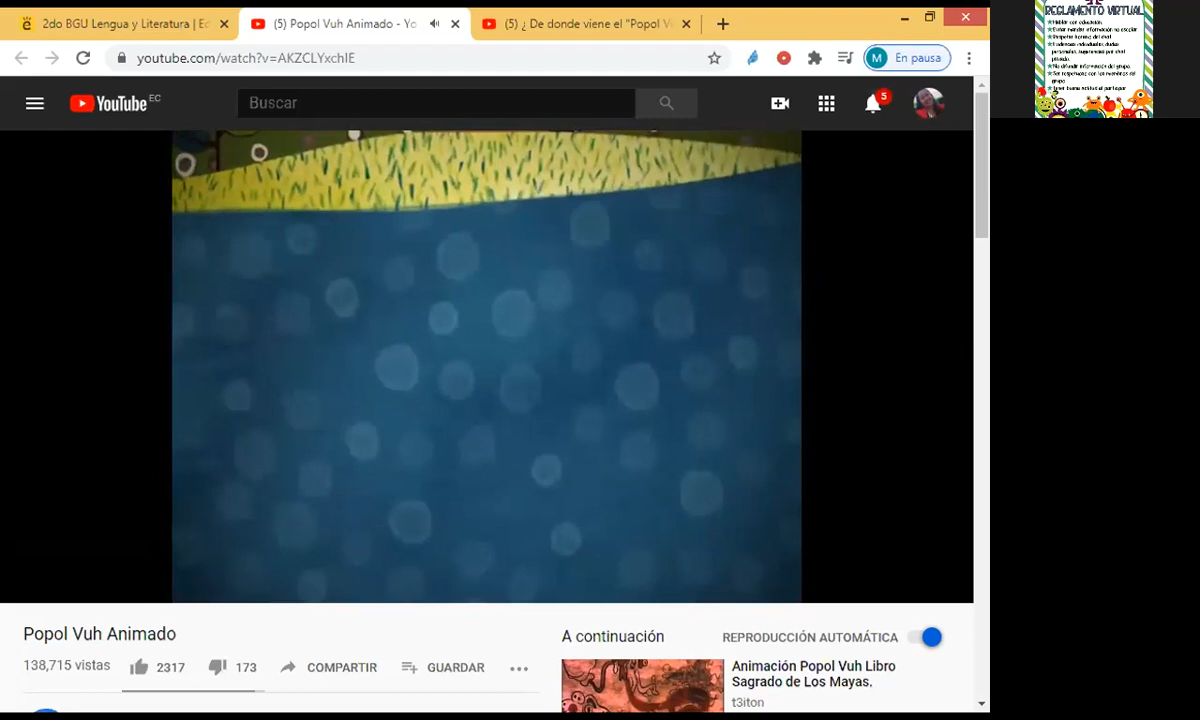 2do BGU Lengua y Literatura | Ec
(5) Popol Vuh Animado - Yo
(5) ¿ De donde viene el "Popol V
youtube.com/watch?v=AKZCLYxchlE
M
En pausa
YouTube EC
Buscar
5
Popol Vuh Animado
138,715 vistas
2317
173
COMPARTIR
GUARDAR
A continuación
REPRODUCCIÓN AUTOMÁTICA
Animación Popol Vuh Libro
Sagrado de Los Mayas.
t3iton
REGLAMENTO VIRTUAL